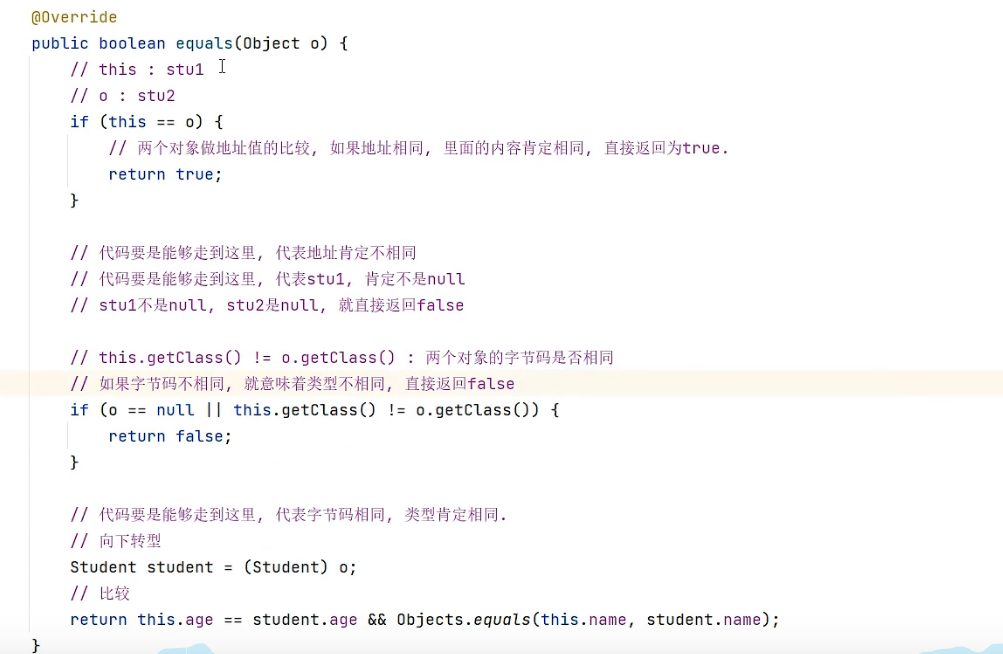 @Override
public boolean equals(Object o) {
// this : stu1
// o : stu2
if (this == o) {
// 两个对象做地址值的比较, 如果地址相同, 里面的内容肯定相同, 直接返回为true.
return true;
}
// 代码要是能够走到这里, 代表地址肯定不相同
// 代码要是能够走到这里, 代表stu1, 肯定不是null
// stu1不是null, stu2是null, 就直接返回false
// this.getClass() != o.getClass() : 两个对象的字节码是否相同
// 如果字节码不相同, 就意味着类型不相同, 直接返回false
if (o == null || this.getClass() != o.getClass()) {
return false;
}
// 代码要是能够走到这里, 代表字节码相同, 类型肯定相同.
// 向下转型
Student student = (Student) o;
// 比较
return this.age == student.age && Objects.equals(this.name, student.name);
}